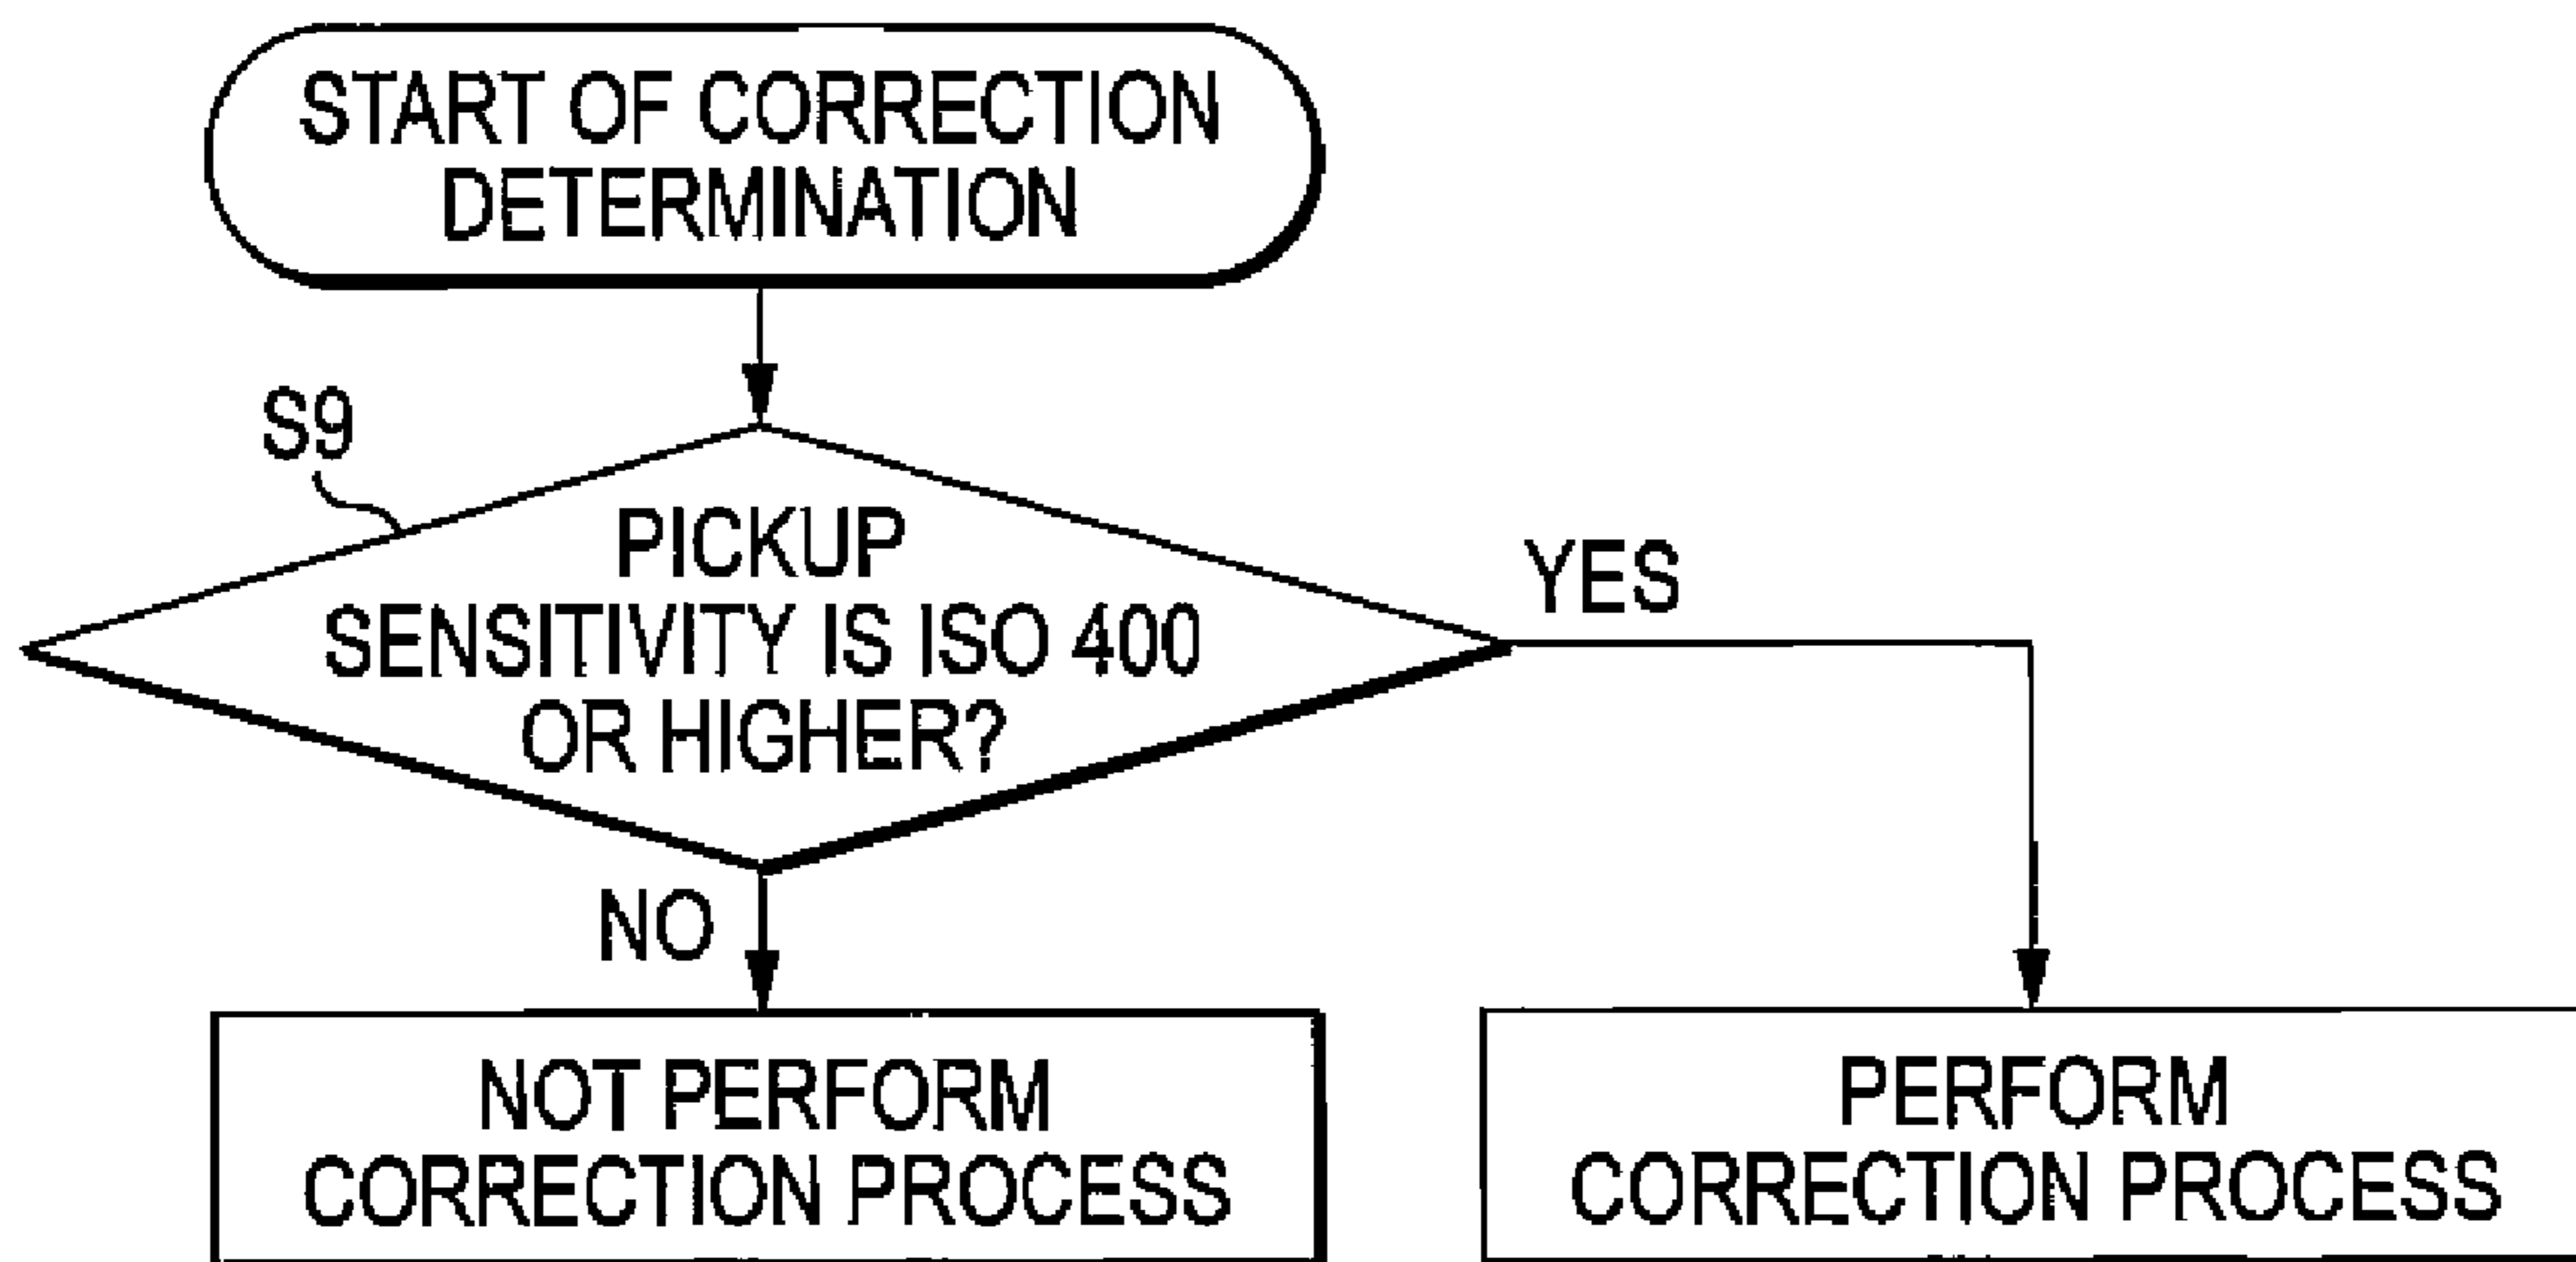 START OF CORRECTION
DETERMINATION
S9
PICKUP
SENSITIVITY IS ISO 400
OR HIGHER?
YES
NO
NOT PERFORM
CORRECTION PROCESS
PERFORM
CORRECTION PROCESS